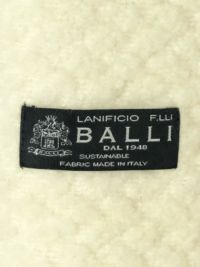 LANIFICIO F.LLI
BALLI
DAL 1948
SUSTAINABLE
FABRIC MADE IN ITALY